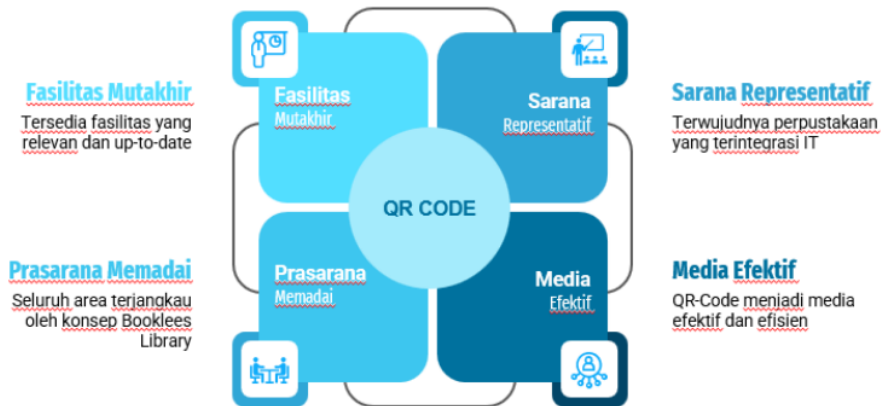 Fasilitas Mutakhir
Tersedia fasilitas yang
relevan dan up-to-date
Fasilitas
Mutakhir
Sarana
Representatif
Sarana Representatif
Terwujudnya perpustakaan
yang terintegrasi IT
QR CODE
Prasarana Memadai
Seluruh area terjangkau
oleh konsep Booklees
Library
Prasarana
Memadai
Media
Efektif
Media Efektif
QR-Code menjadi media
efektif dan efisien